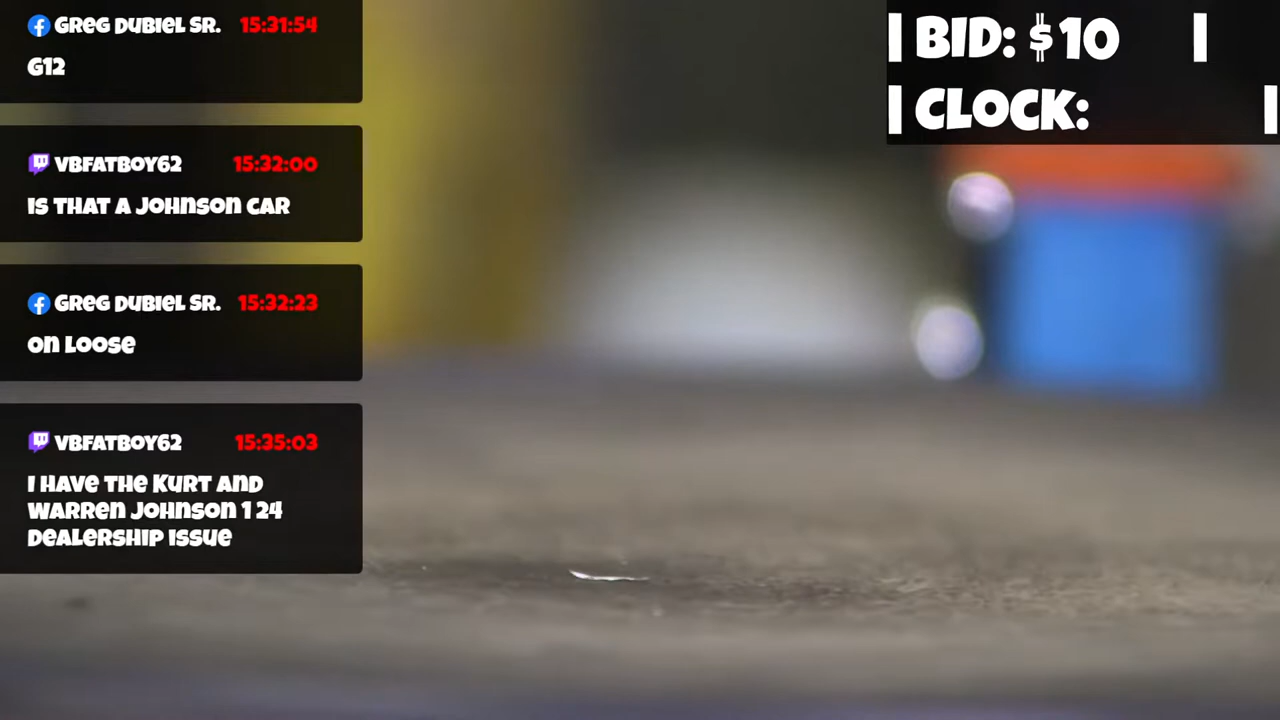 Greg Dubiel Sr. 15:31:54
G12
VBFATBOY62 15:32:00
IS THAT A JOHNSON CAR
Greg Dubiel Sr. 15:32:23
On Loose
VBFATBOY62 15:35:03
I HAVE THE KURT AND
WARREN JOHNSON 1 24
DEALERSHIP ISSUE
| BID: $10 |
| CLOCK: |